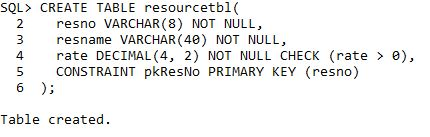 SQL> CREATE TABLE resourcetbl(
  2    resno VARCHAR(8) NOT NULL,
  3    resname VARCHAR(40) NOT NULL,
  4    rate DECIMAL(4, 2) NOT NULL CHECK (rate > 0),
  5    CONSTRAINT pkResNo PRIMARY KEY (resno)
  6  );
Table created.